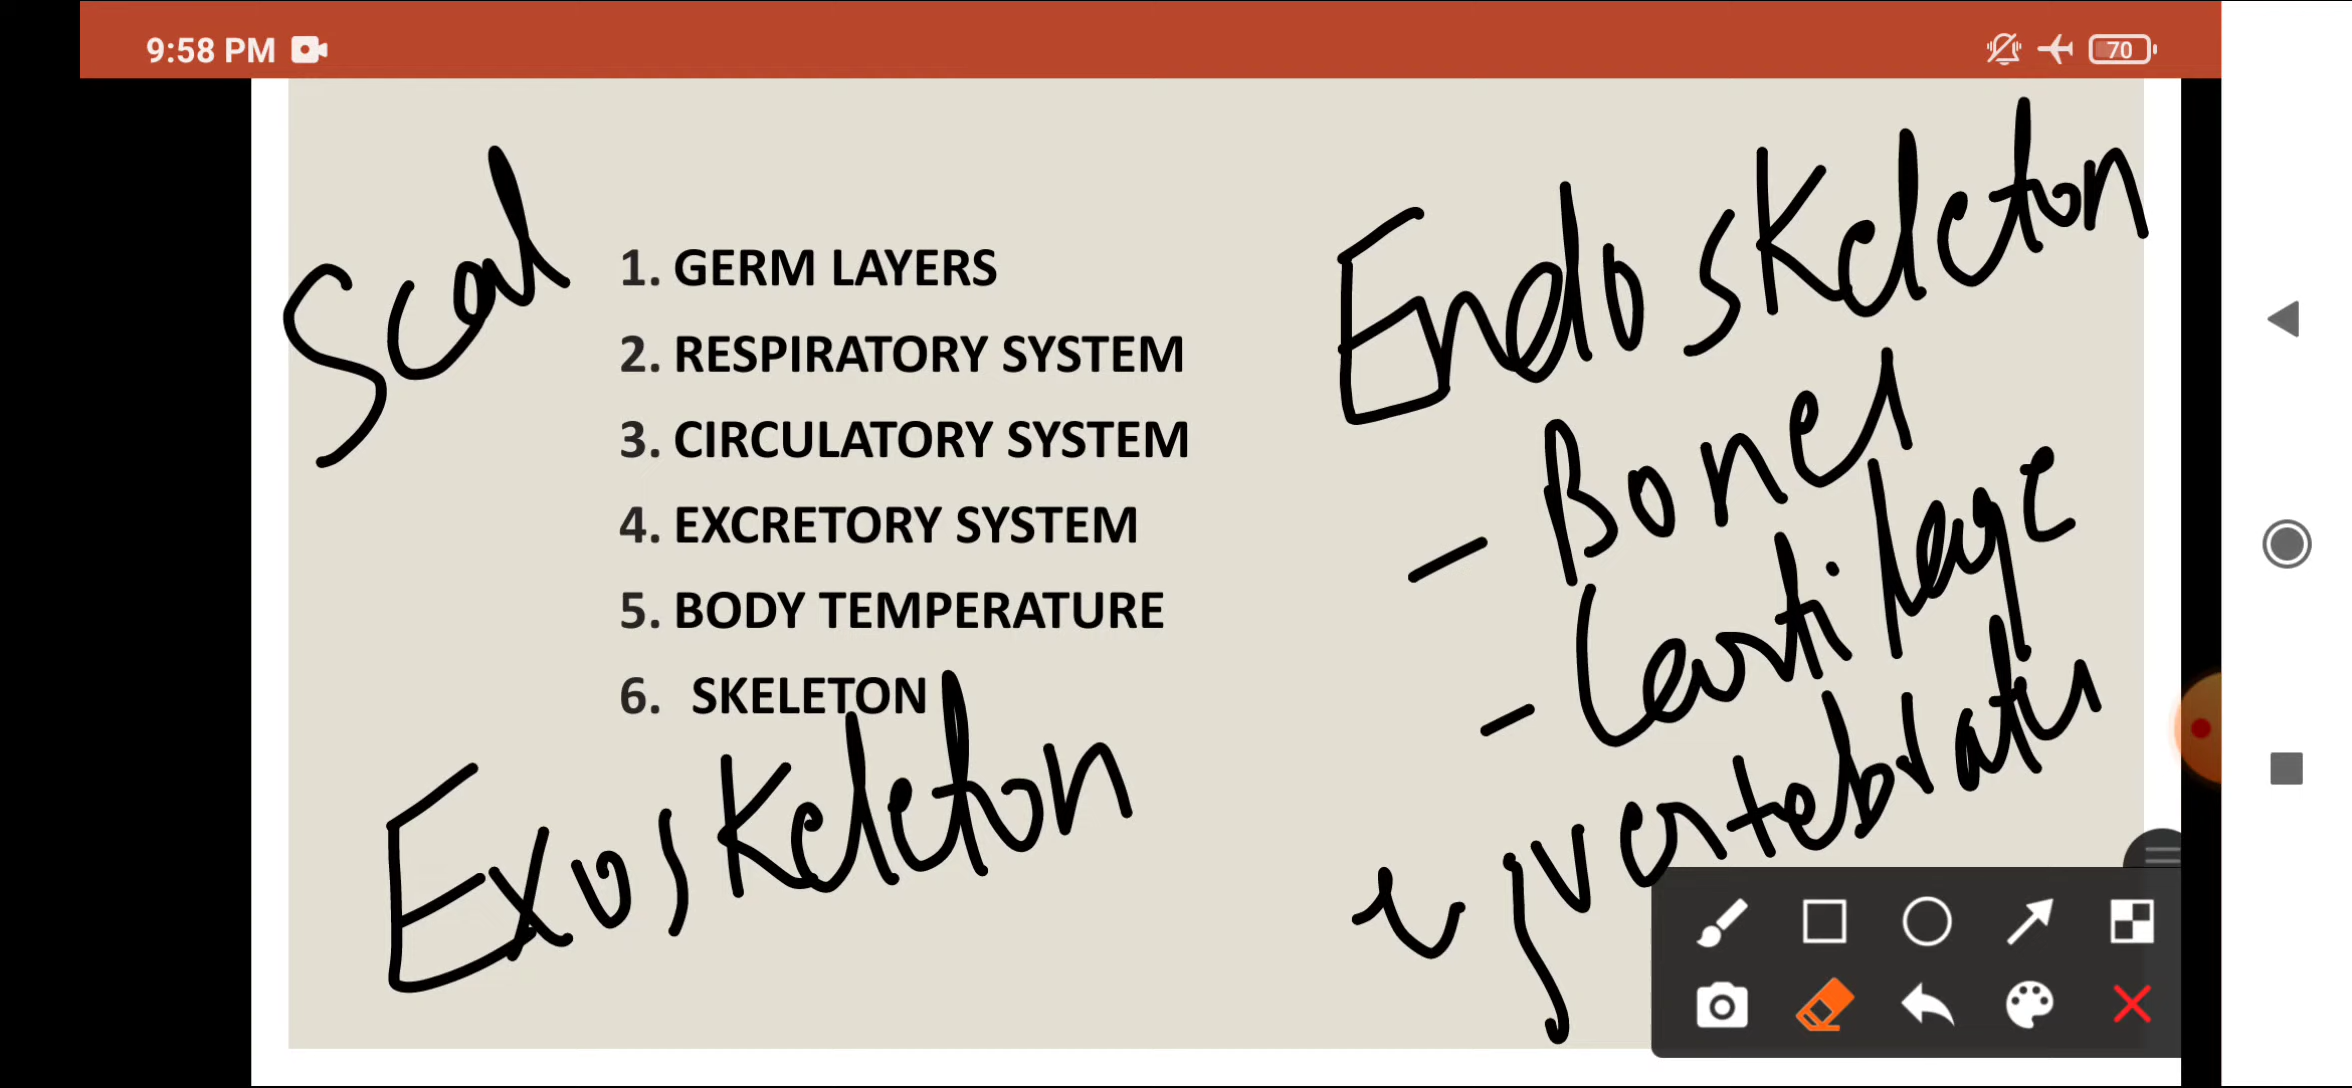 9:58 PM
70
Scal
1. GERM LAYERS
2. RESPIRATORY SYSTEM
3. CIRCULATORY SYSTEM
4. EXCRETORY SYSTEM
5. BODY TEMPERATURE
6. SKELETON
Exoskeleton
Endoskeleton
- Bones
- Cartilage